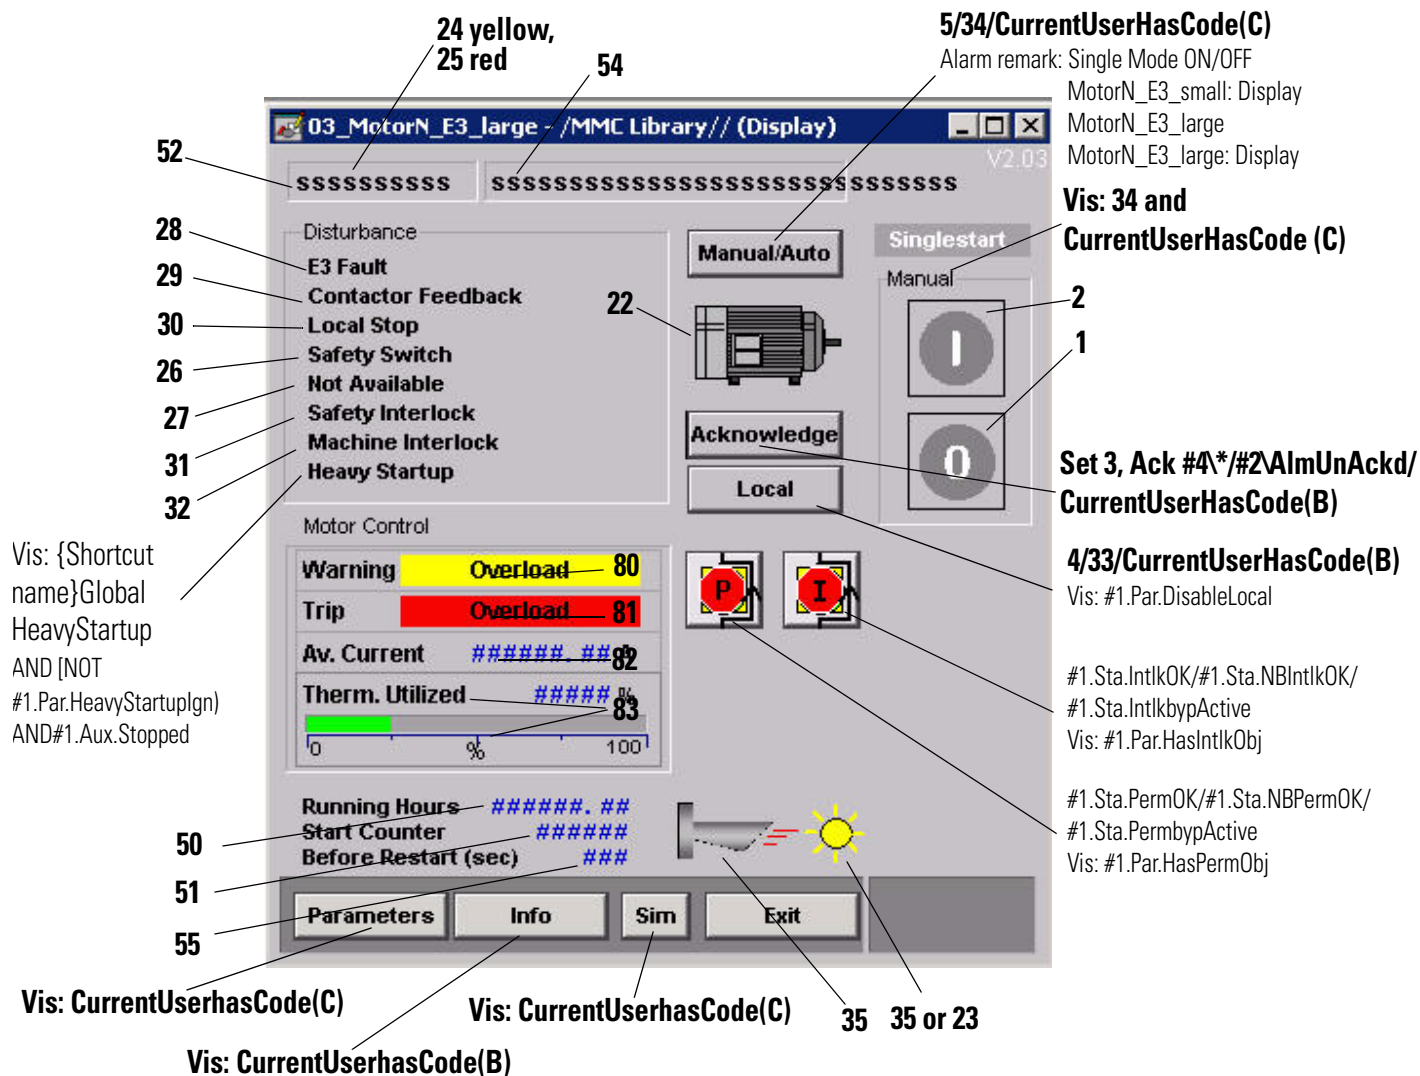 24 yellow,
25 red
54
5/34/CurrentUserHasCode(C)
Alarm remark: Single Mode ON/OFF
MotorN_E3_small: Display
MotorN_E3_large
MotorN_E3_large: Display
03_MotorN_E3_large - /MMC Library// (Display)
V2.03
52
ssssssssss
ssssssssssssssssssssssssssssss
Vis: 34 and
CurrentUserHasCode (C)
28
Disturbance
Manual/Auto
Singlestart
E3 Fault
29
Contactor Feedback
Manual
30
Local Stop
22
2
26
Safety Switch
1
27
Not Available
31
Safety Interlock
Acknowledge
32
Machine Interlock
Heavy Startup
Local
I
0
Set 3, Ack #4\*/#2\AlmUnAckd/
CurrentUserHasCode(B)
Vis: {Shortcut
name}Global
HeavyStartup
AND [NOT
#1.Par.HeavyStartupIgn)
AND#1.Aux.Stopped
Motor Control
Warning
Overload
80
P
I
4/33/CurrentUserHasCode(B)
Vis: #1.Par.DisableLocal
Trip
Overload
81
Av. Current
######.##
82
Therm. Utilized
##### %
83
0
%
100
#1.Sta.IntlkOK/#1.Sta.NBIntlkOK/
#1.Sta.IntlkbypActive
Vis: #1.Par.HasIntlkObj
#1.Sta.PermOK/#1.Sta.NBPermOK/
#1.Sta.PermbypActive
Vis: #1.Par.HasPermObj
50
Running Hours
######.##
51
Start Counter
######
55
Before Restart (sec)
###
Parameters
Info
Sim
Exit
Vis: CurrentUserhasCode(C)
Vis: CurrentUserhasCode(C)
35
35 or 23
Vis: CurrentUserhasCode(B)